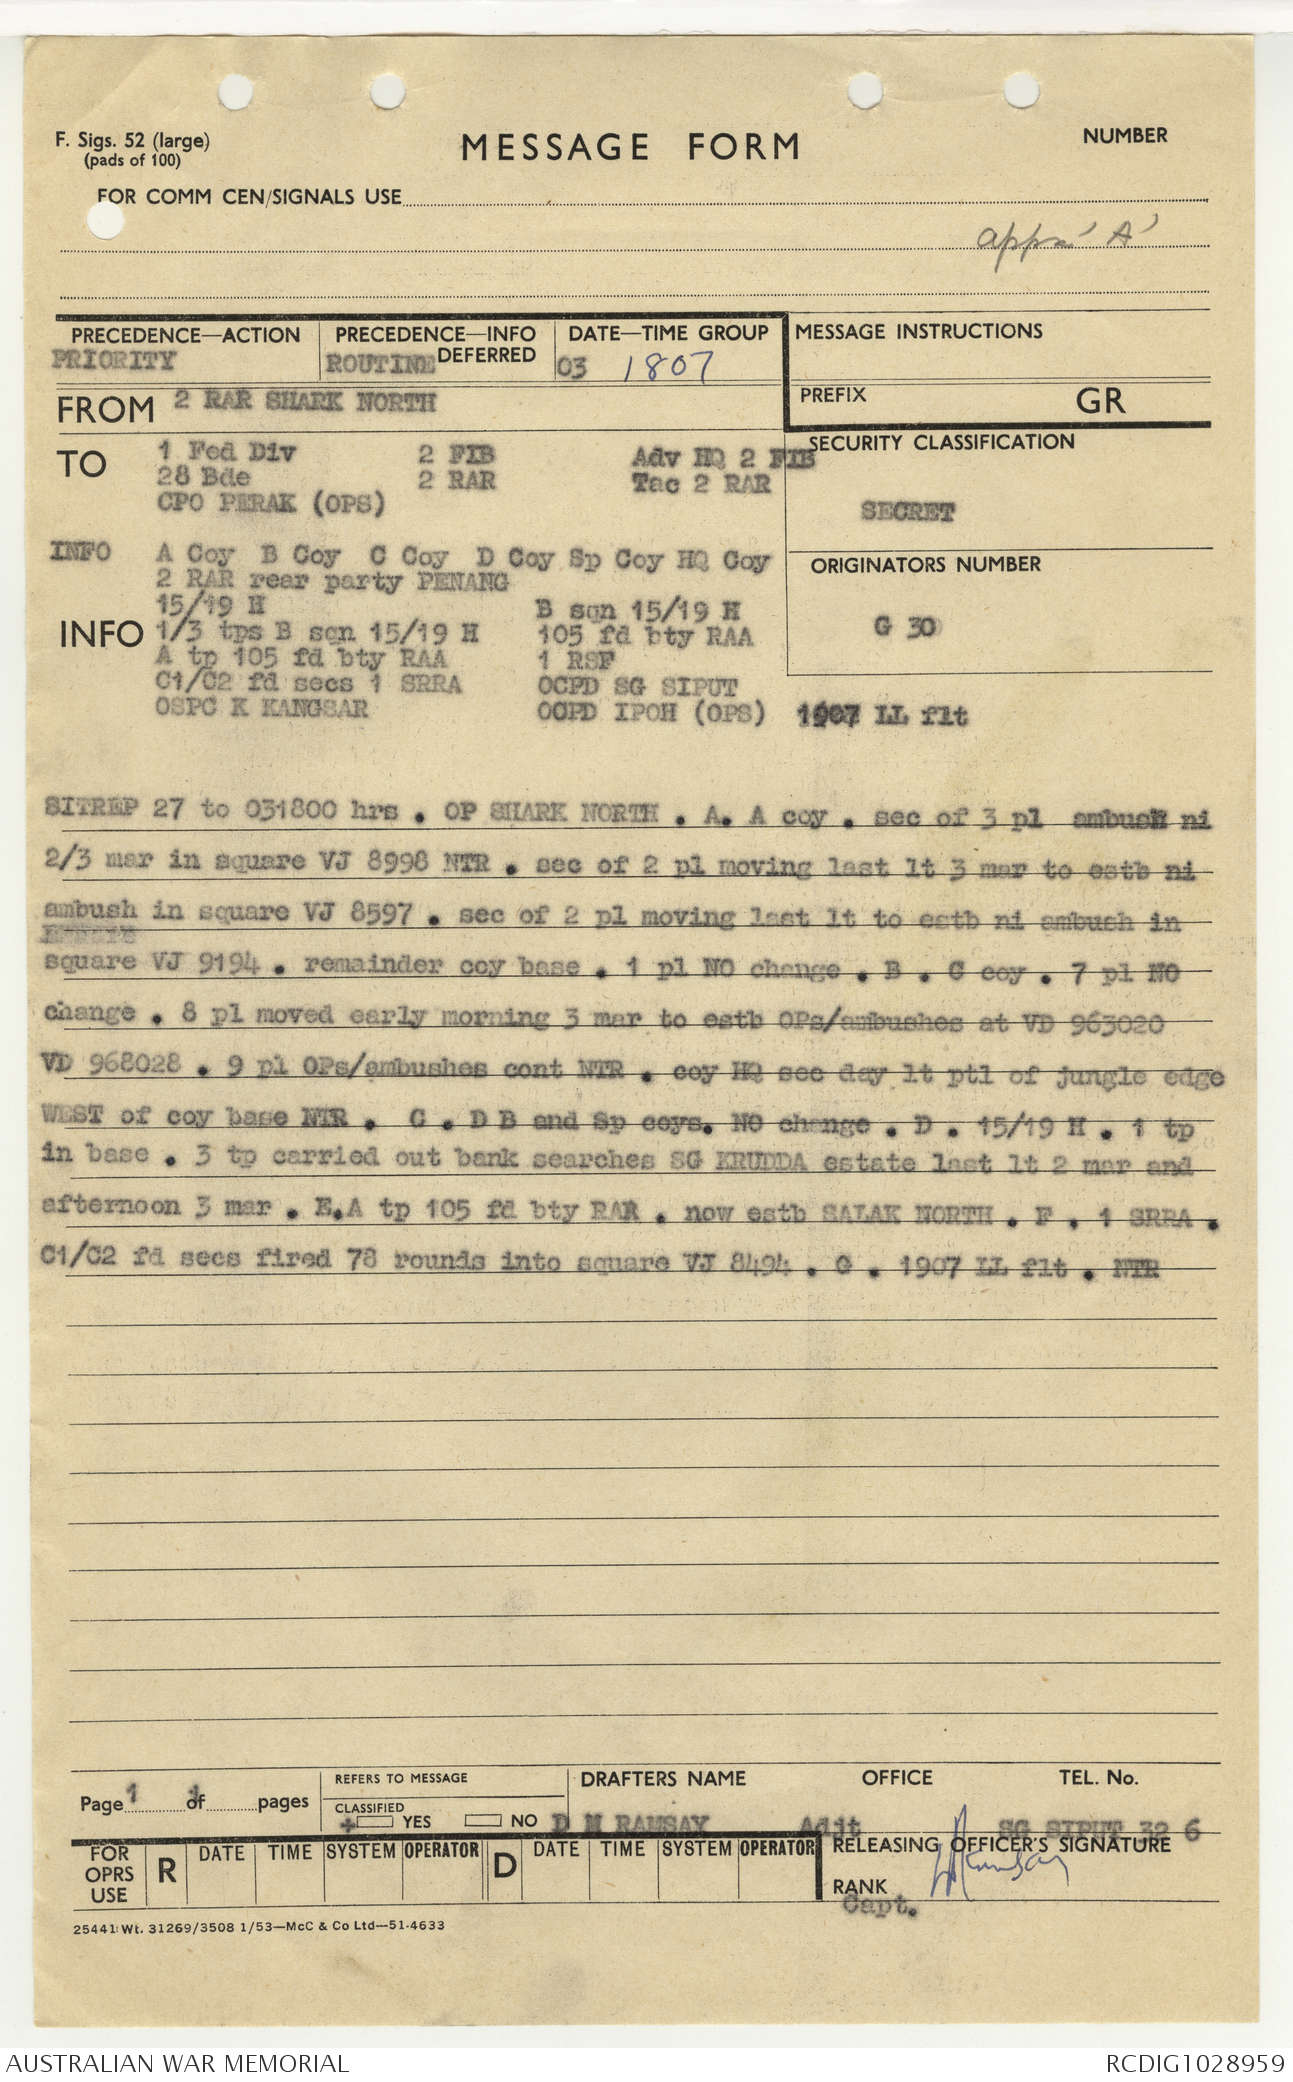 F. Sigs. 52 (large)
(pads of 100)
MESSAGE FORM
NUMBER
FOR COMM CEN/SIGNALS USE
appx 'A'
PRECEDENCE—ACTION
PRIORITY
PRECEDENCE—INFO
ROUTINE DEFERRED
DATE—TIME GROUP
03 1807
MESSAGE INSTRUCTIONS
PREFIX GR
FROM 2 RAR SHARK NORTH
TO 1 Fed Div 2 FIB Adv HQ 2 FIB
28 Bde 2 RAR Tac 2 RAR
CPO PERAK (OPS)
SECURITY CLASSIFICATION
SECRET
INFO A Coy B Coy C Coy D Coy Sp Coy HQ Coy
2 RAR rear party PENANG
15/19 H B sqn 15/19 H
INFO 1/3 tps B sqn 15/19 H 105 fd bty RAA
A tp 105 fd bty RAA 1 RSF
C1/C2 fd secs 1 SRRA OCPD SG SIPUT
OSPC K KANGSAR OCPD IPOH (OPS) 1907 LL flt
ORIGINATORS NUMBER
G 30
SITREP 27 to 031800 hrs . OP SHARK NORTH . A. A coy . sec of 3 pl ambush ni
2/3 mar in square VJ 8998 NTR . sec of 2 pl moving last lt 3 mar to estb ni
ambush in square VJ 8597 . sec of 2 pl moving last lt to estb ni ambush in
square VJ 9194 . remainder coy base . 1 pl NO change . B . C coy . 7 pl NO
change . 8 pl moved early morning 3 mar to estb OPs/ambushes at VD 963020
VD 968028 . 9 pl OPs/ambushes cont NTR . coy HQ sec day lt ptl of jungle edge
WEST of coy base NTR . C . D B and Sp coys. NO change . D . 15/19 H . 1 tp
in base . 3 tp carried out bank searches SG KRUDDA estate last lt 2 mar and
afternoon 3 mar . E.A tp 105 fd bty RAR . now estb SALAK NORTH . F . 1 SRRA .
C1/C2 fd secs fired 78 rounds into square VJ 8494 . G . 1907 LL flt . NTR
Page 1 of 1 pages
REFERS TO MESSAGE
CLASSIFIED
YES NO
DRAFTERS NAME OFFICE TEL. No.
D M RAMSAY Adjt SG SIPUT 32 6
FOR OPRS USE R DATE TIME SYSTEM OPERATOR D DATE TIME SYSTEM OPERATOR
RELEASING OFFICER'S SIGNATURE
RANK
Capt.
25441 Wt. 31269/3508 1/53—McC & Co Ltd—51-4633
AUSTRALIAN WAR MEMORIAL
RCDIG1028959